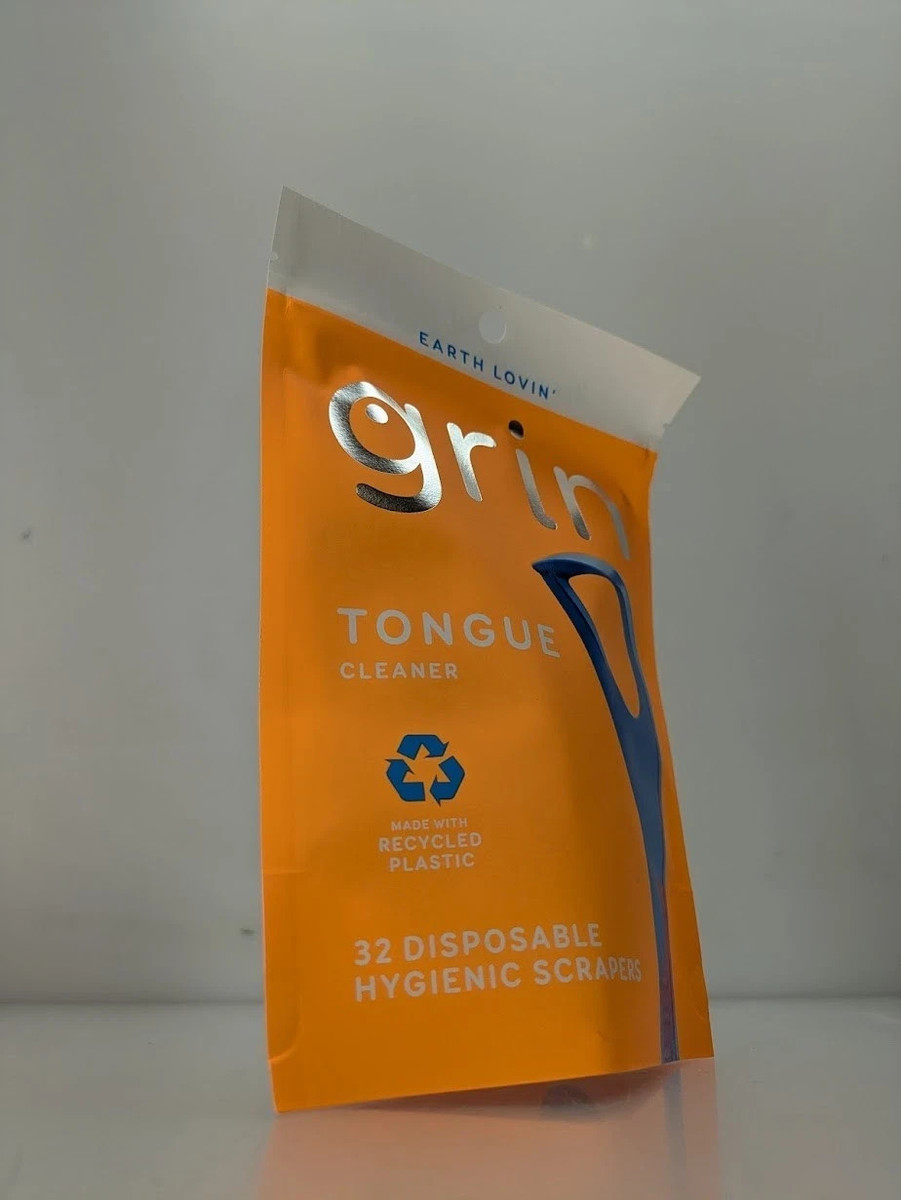 EARTH LOVIN'
grin
TONGUE
CLEANER
MADE WITH
RECYCLED
PLASTIC
32 DISPOSABLE
HYGIENIC SCRAPERS